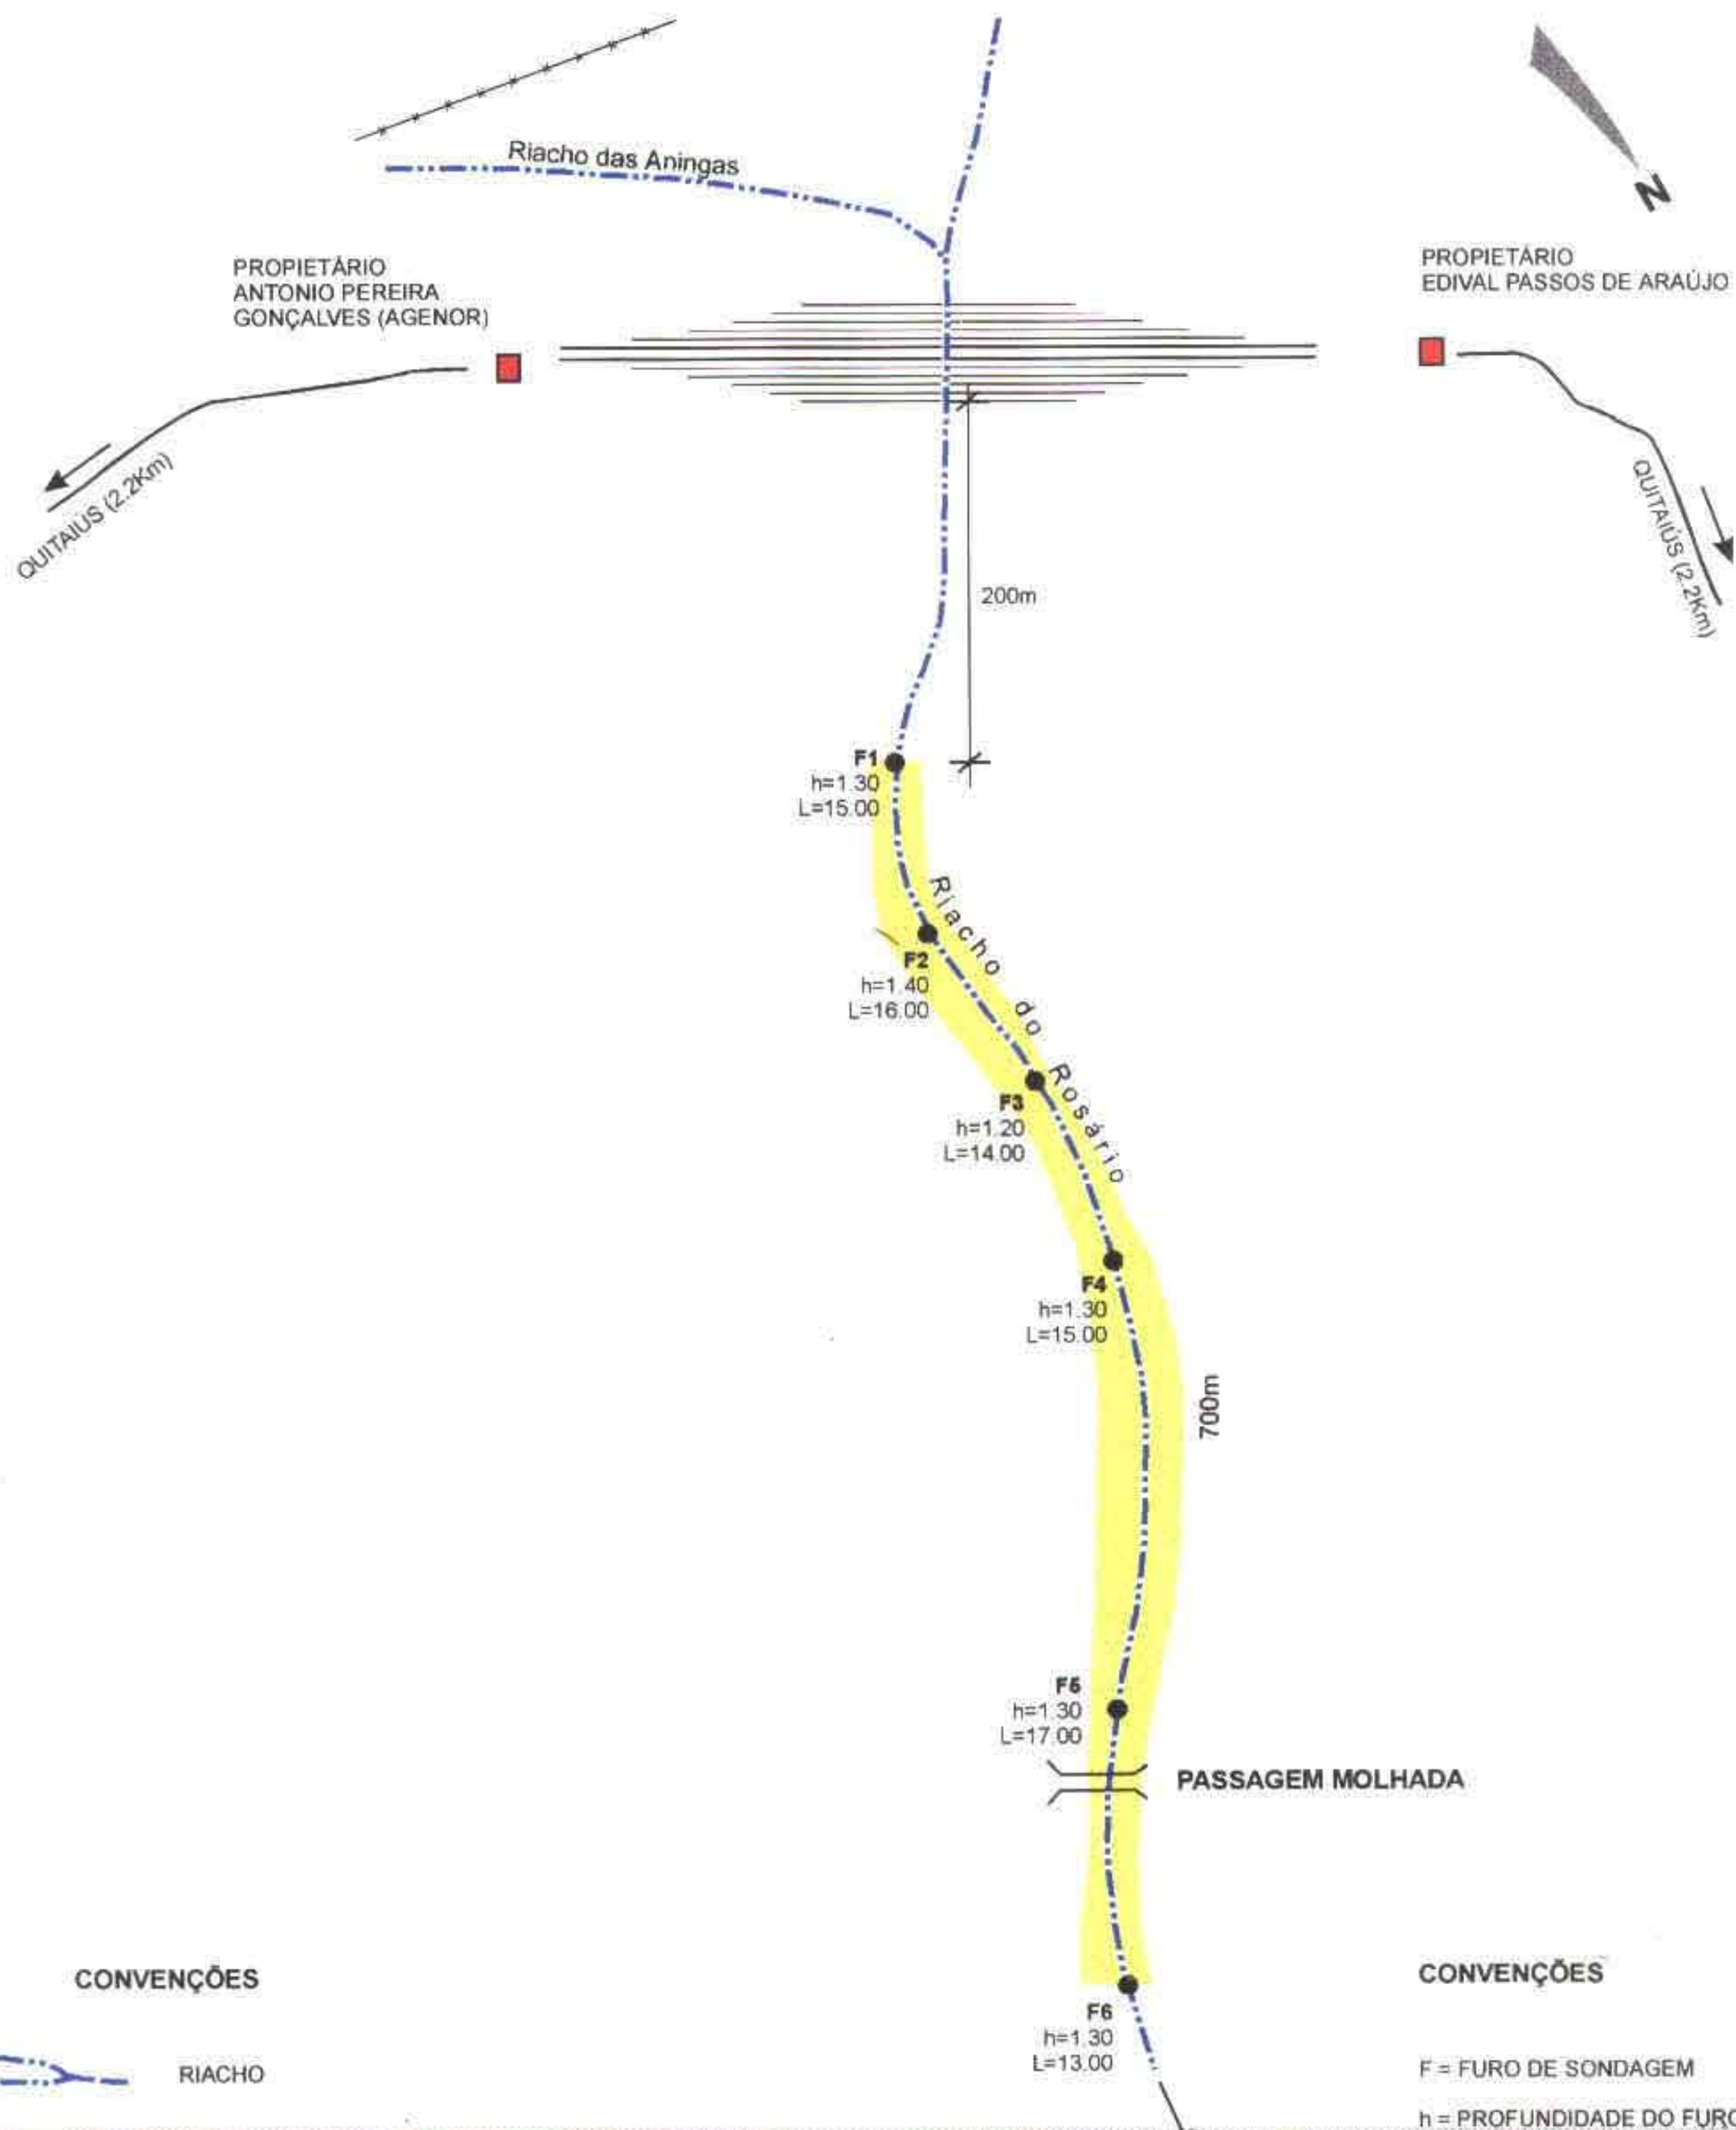 Riacho das Aningas
N
PROPIETÁRIO
ANTONIO PEREIRA
GONÇALVES (AGENOR)
PROPIETÁRIO
EDIVAL PASSOS DE ARAÚJO
QUITAIÚS (2.2Km)
QUITAIÚS (2.2Km)
200m
F1
h=1.30
L=15.00
Riacho do Rosário
F2
h=1.40
L=16.00
F3
h=1.20
L=14.00
F4
h=1.30
L=15.00
700m
F5
h=1.30
L=17.00
PASSAGEM MOLHADA
F6
h=1.30
L=13.00
CONVENÇÕES
RIACHO
CONVENÇÕES
F = FURO DE SONDAGEM
h = PROFUNDIDADE DO FURO